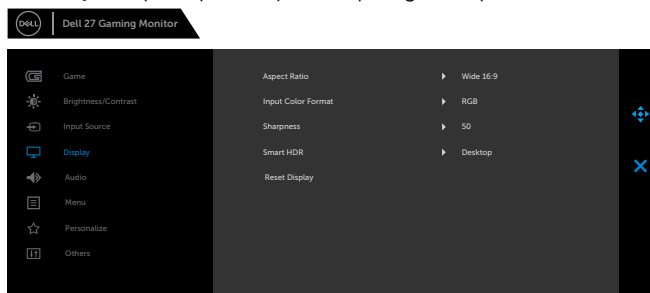 DELL
Dell 27 Gaming Monitor
Game
Aspect Ratio Wide 16:9
Brightness/Contrast
Input Color Format RGB
Input Source
Sharpness 50
Display
Smart HDR Desktop
Audio
Reset Display
Menu
Personalize
Others